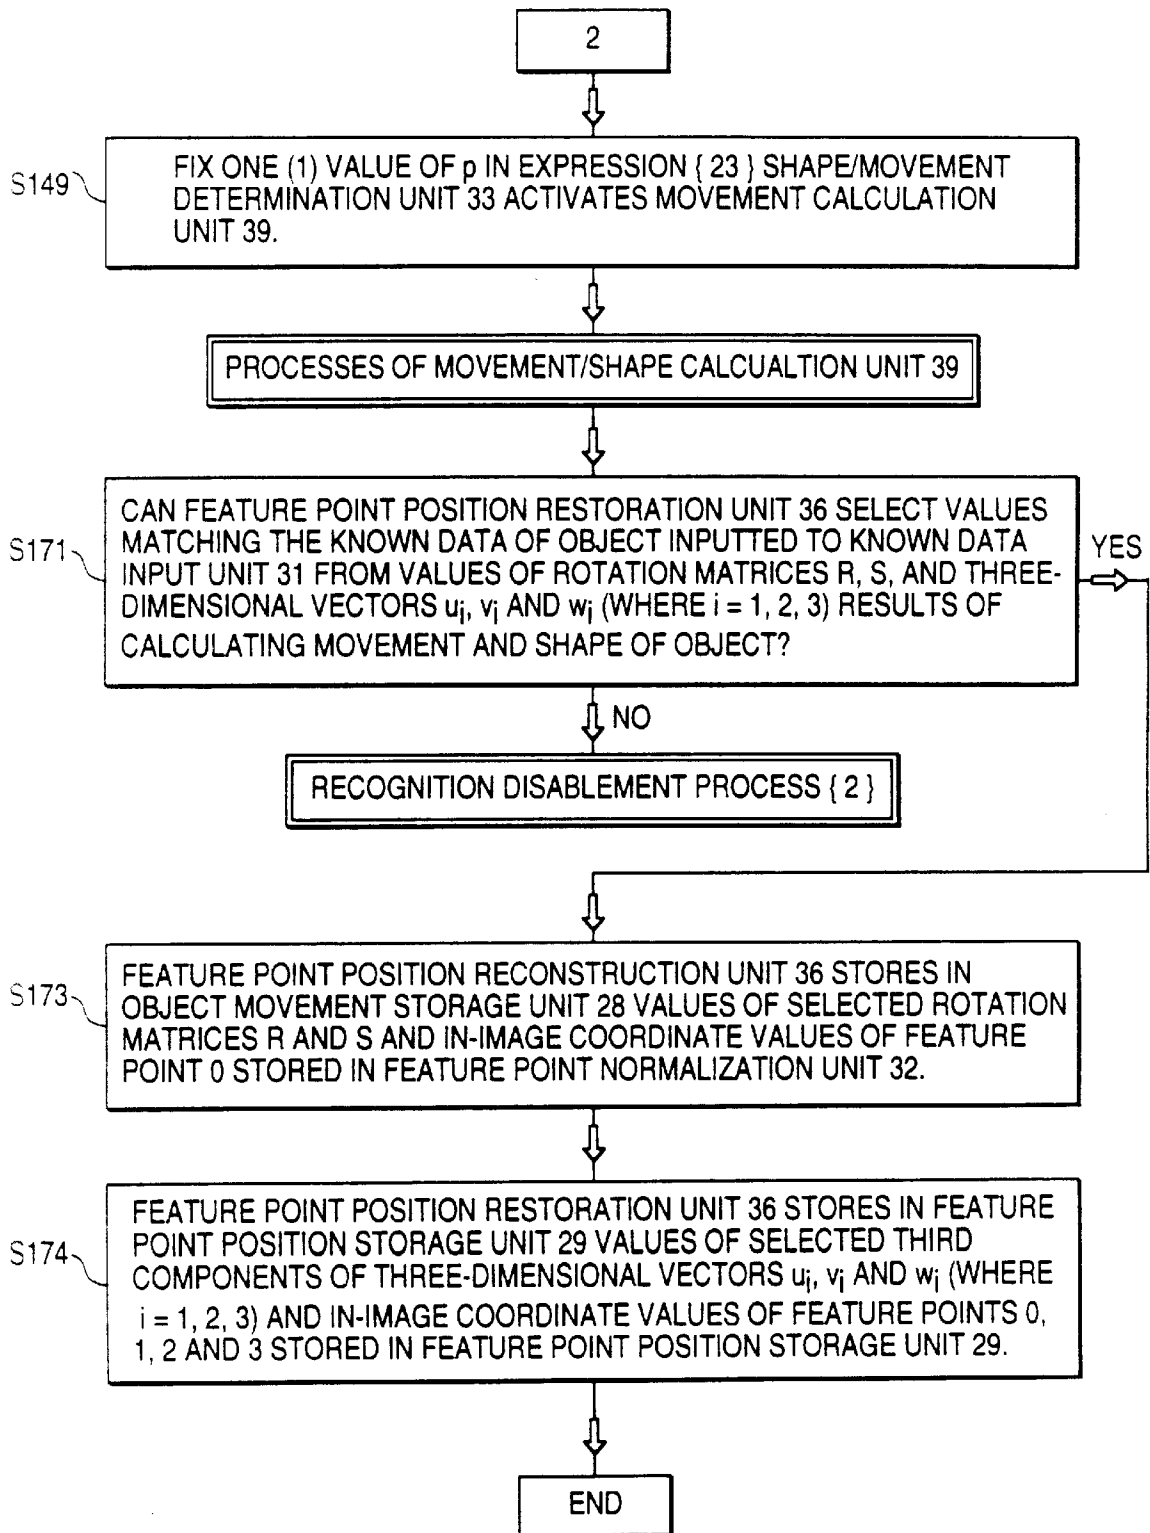 2
S149
FIX ONE (1) VALUE OF p IN EXPRESSION { 23 } SHAPE/MOVEMENT
DETERMINATION UNIT 33 ACTIVATES MOVEMENT CALCULATION
UNIT 39.
PROCESSES OF MOVEMENT/SHAPE CALCUALTION UNIT 39
S171
CAN FEATURE POINT POSITION RESTORATION UNIT 36 SELECT VALUES
MATCHING THE KNOWN DATA OF OBJECT INPUTTED TO KNOWN DATA
INPUT UNIT 31 FROM VALUES OF ROTATION MATRICES R, S, AND THREE-
DIMENSIONAL VECTORS ui, vi AND wi (WHERE i = 1, 2, 3) RESULTS OF
CALCULATING MOVEMENT AND SHAPE OF OBJECT?
YES
NO
RECOGNITION DISABLEMENT PROCESS { 2 }
S173
FEATURE POINT POSITION RECONSTRUCTION UNIT 36 STORES IN
OBJECT MOVEMENT STORAGE UNIT 28 VALUES OF SELECTED ROTATION
MATRICES R AND S AND IN-IMAGE COORDINATE VALUES OF FEATURE
POINT 0 STORED IN FEATURE POINT NORMALIZATION UNIT 32.
S174
FEATURE POINT POSITION RESTORATION UNIT 36 STORES IN FEATURE
POINT POSITION STORAGE UNIT 29 VALUES OF SELECTED THIRD
COMPONENTS OF THREE-DIMENSIONAL VECTORS ui, vi AND wi (WHERE
i = 1, 2, 3) AND IN-IMAGE COORDINATE VALUES OF FEATURE POINTS 0,
1, 2 AND 3 STORED IN FEATURE POINT POSITION STORAGE UNIT 29.
END